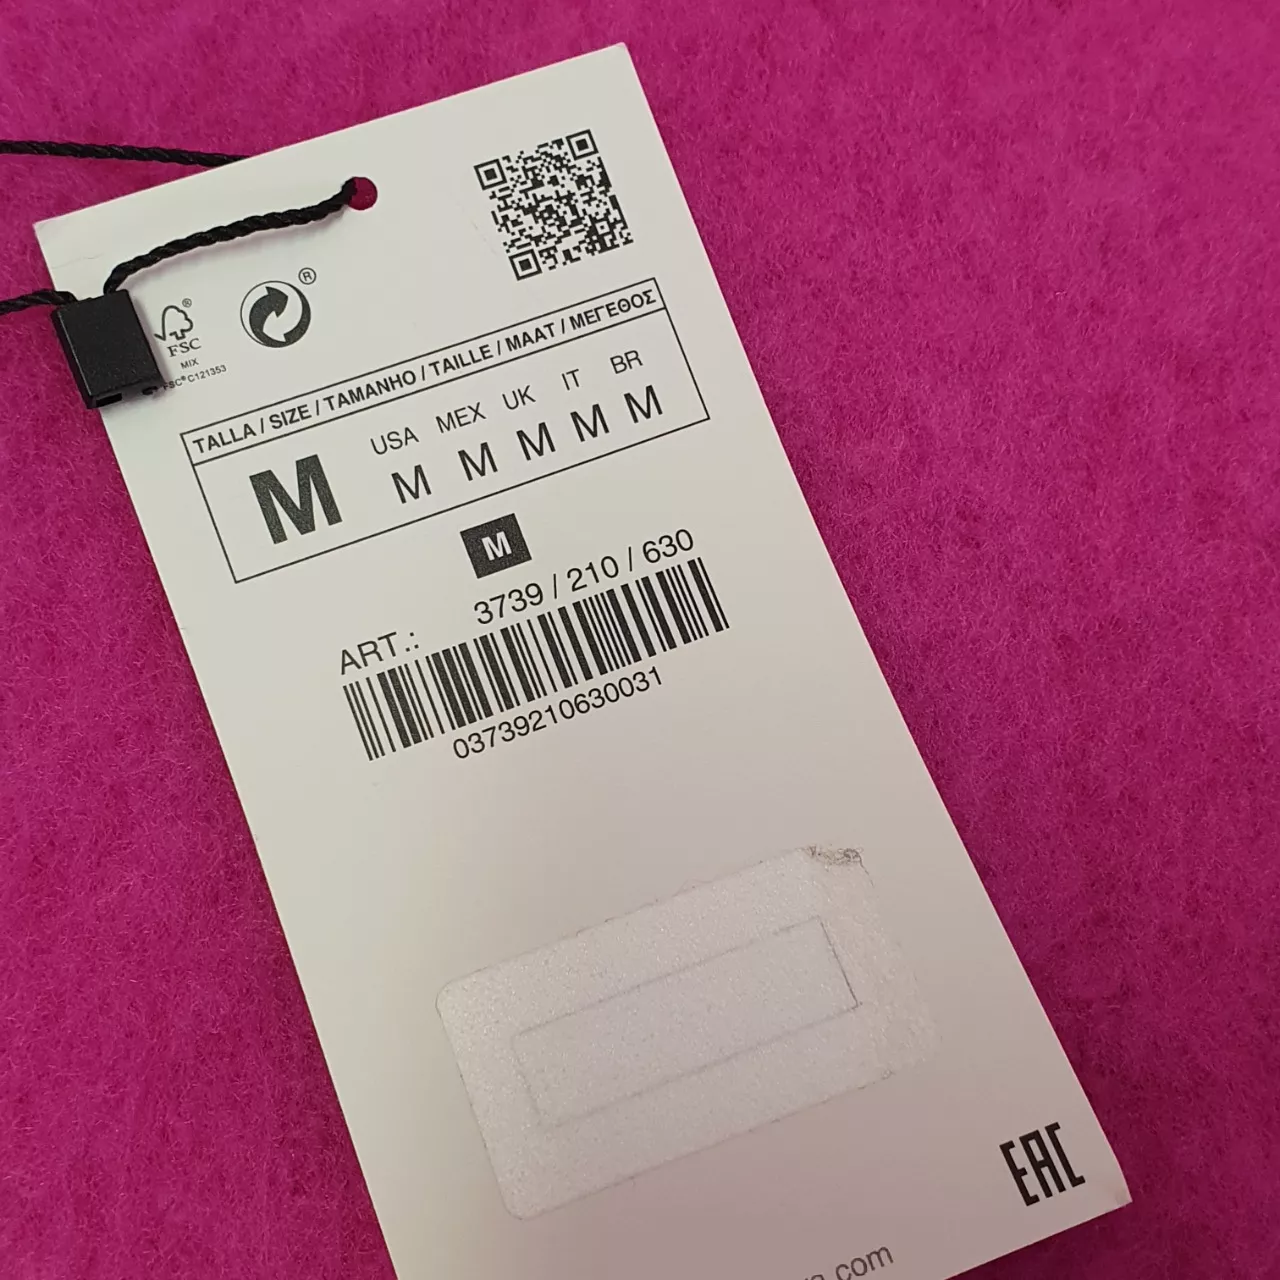 ®
®
FSC
MIX
FSC® C121353
TALLA / SIZE / TAMANHO / TAILLE / MAAT / ΜΕΓΕΘΟΣ
USA MEX UK IT BR
M M M M M M
M
ART.: 3739 / 210 / 630
03739210630031
EAC
.com